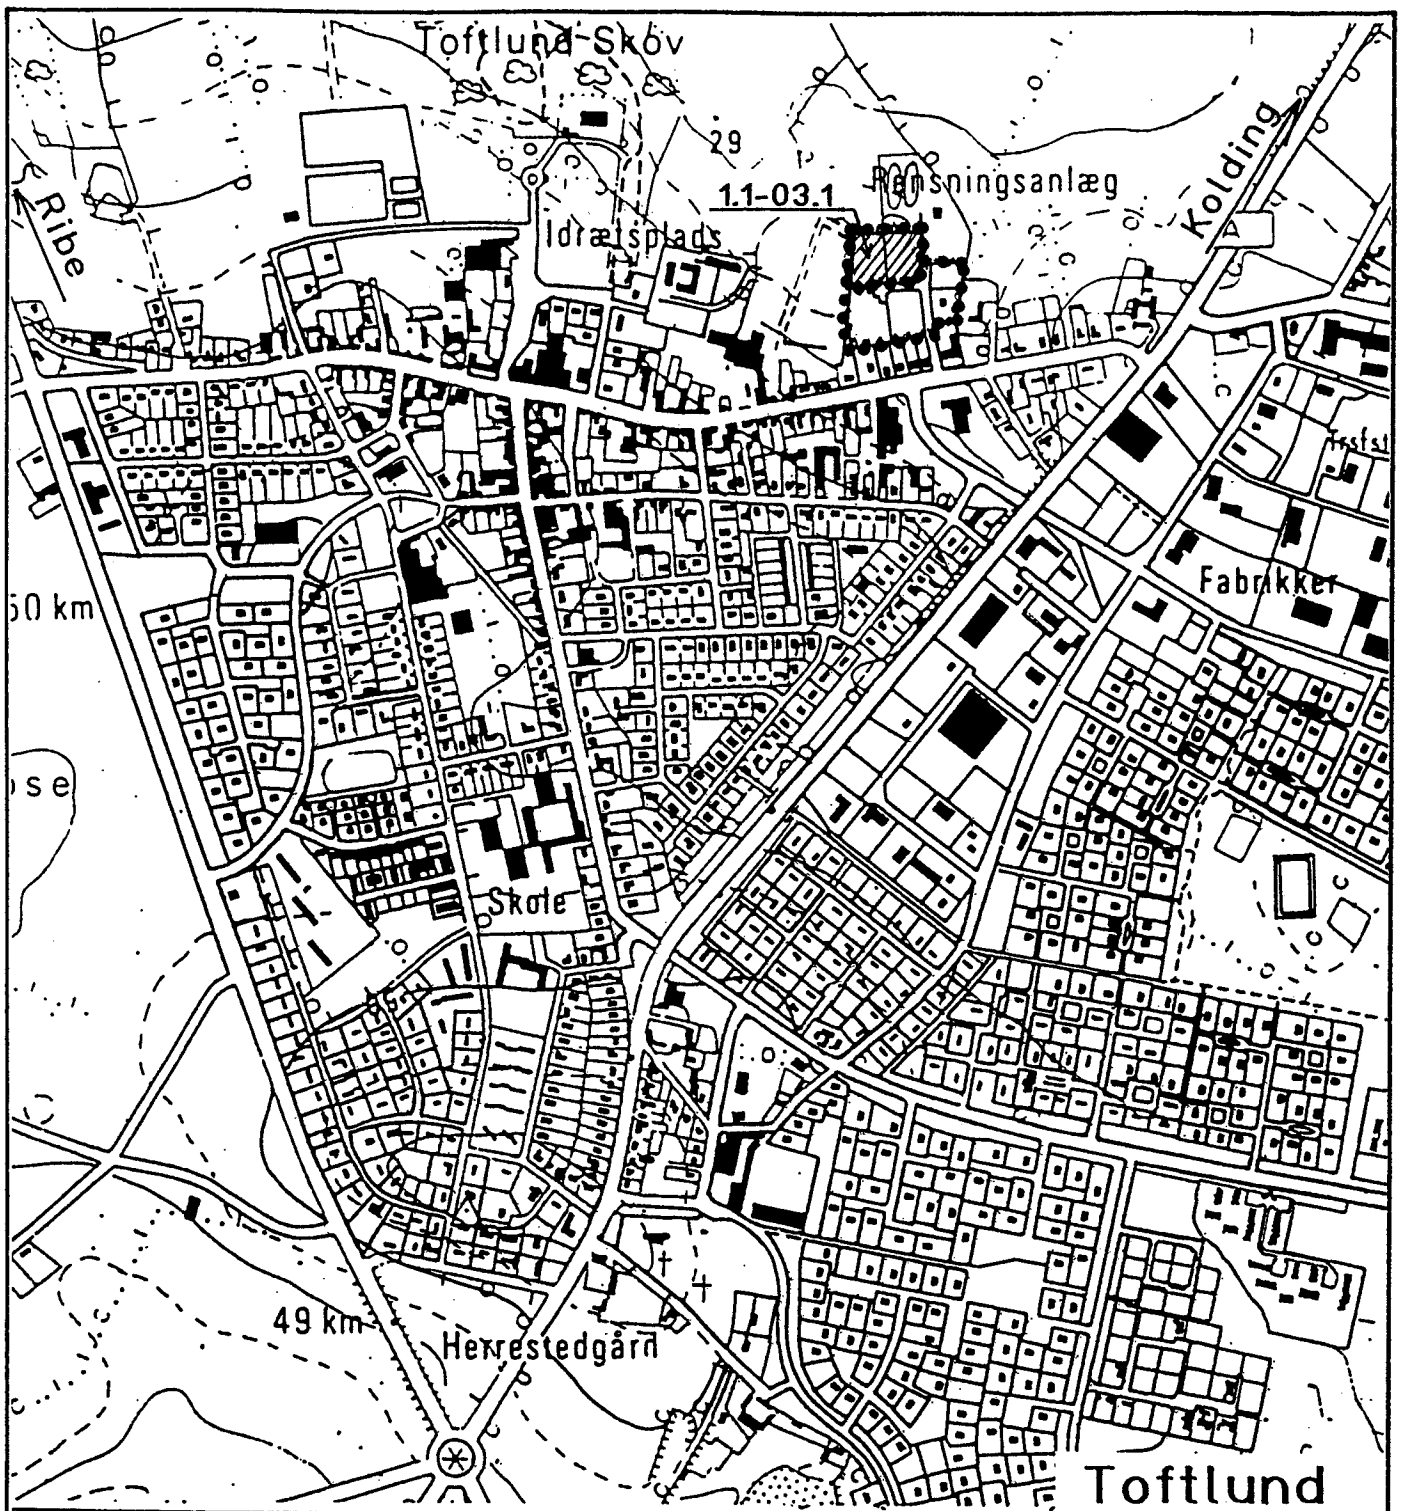 Toftlund Skov
Kolding
29
1.1-03.1
Rensningsanlæg
Ribe
Idrætsplads
Fabrikker
50 km
ose
Skole
49 km
Herrestedgård
Toftlund